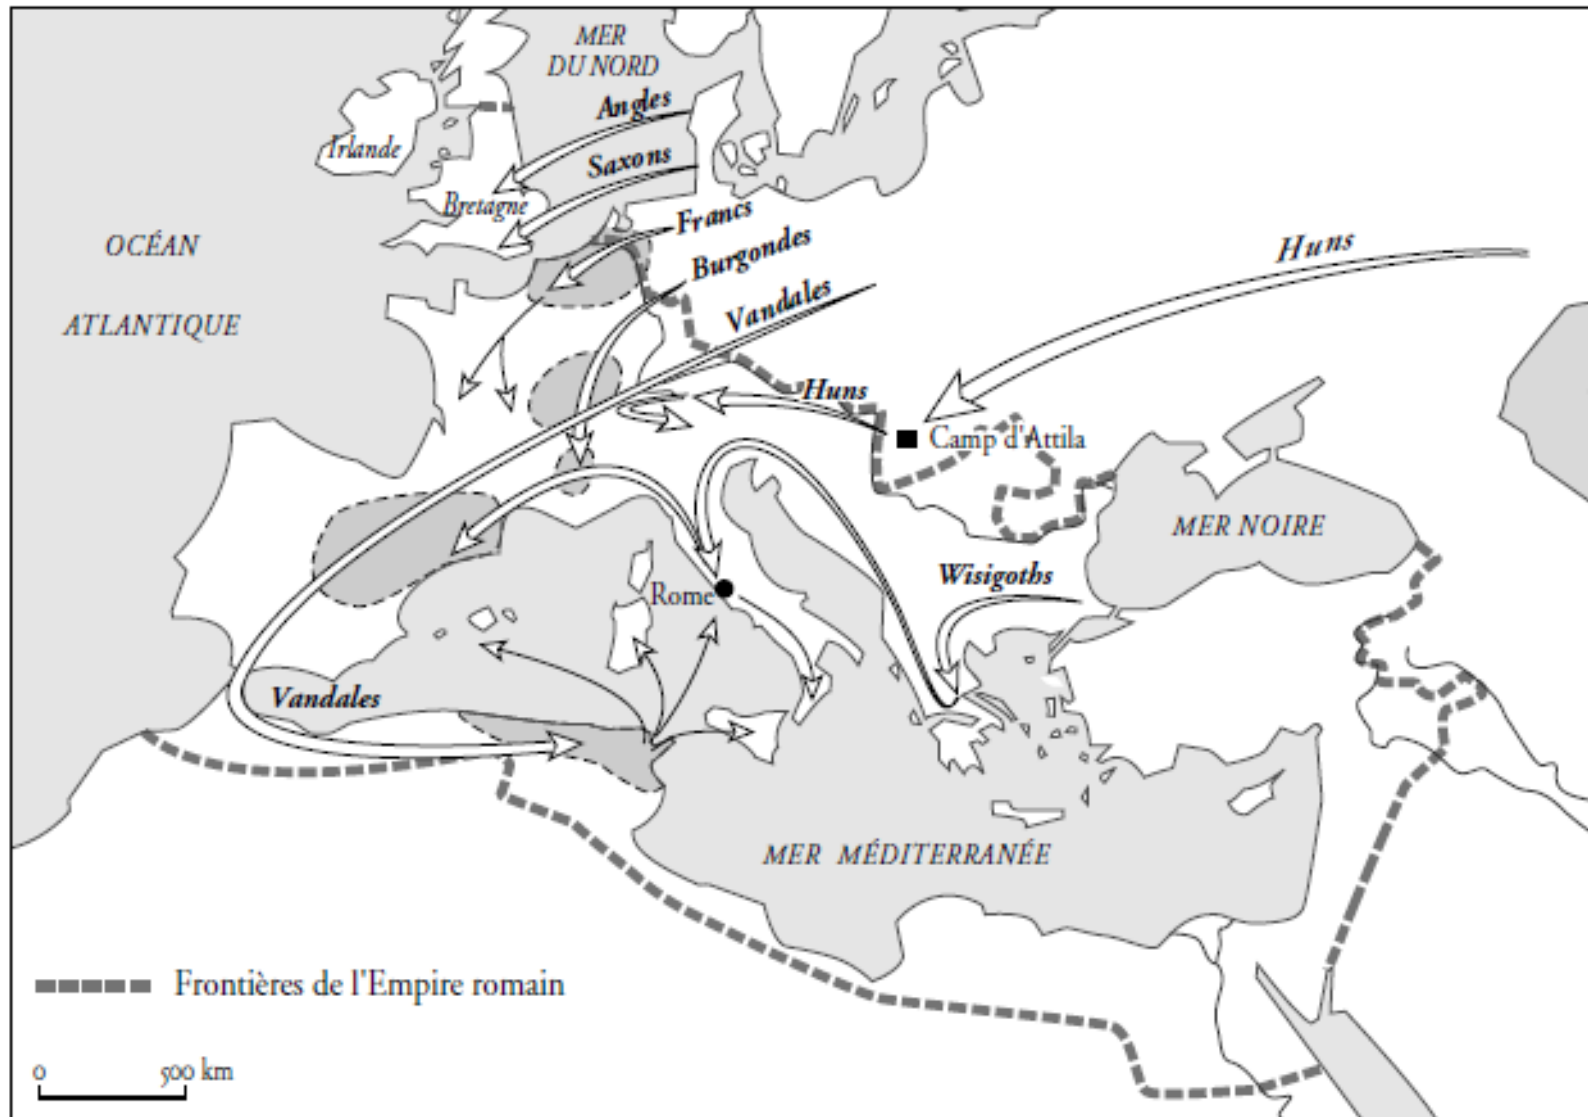 MER
DU NORD
Angles
Irlande
Saxons
Bretagne
Francs
OCÉAN
ATLANTIQUE
Burgondes
Huns
Vandales
Huns
Camp d'Attila
MER NOIRE
Wisigoths
Rome
Vandales
MER MÉDITERRANÉE
Frontières de l'Empire romain
0 500 km